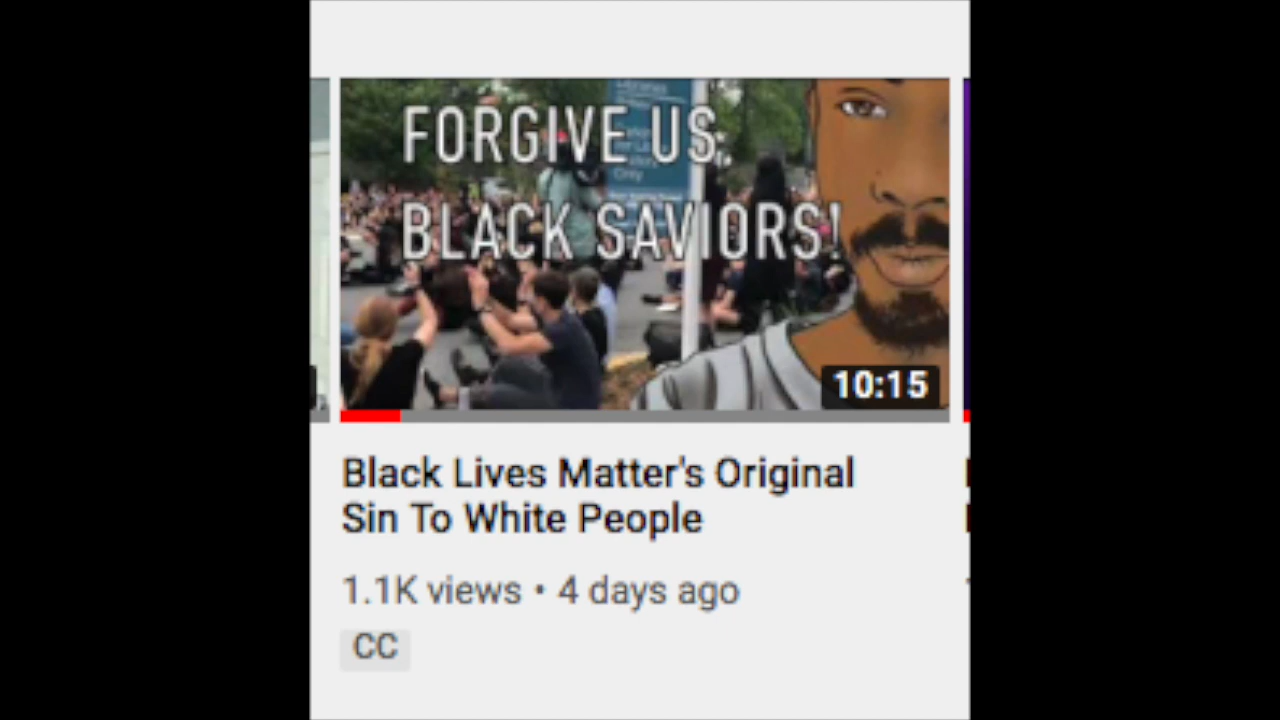 FORGIVE US,
BLACK SAVIORS!
Only
10:15
Black Lives Matter's Original
Sin To White People
1.1K views • 4 days ago
CC